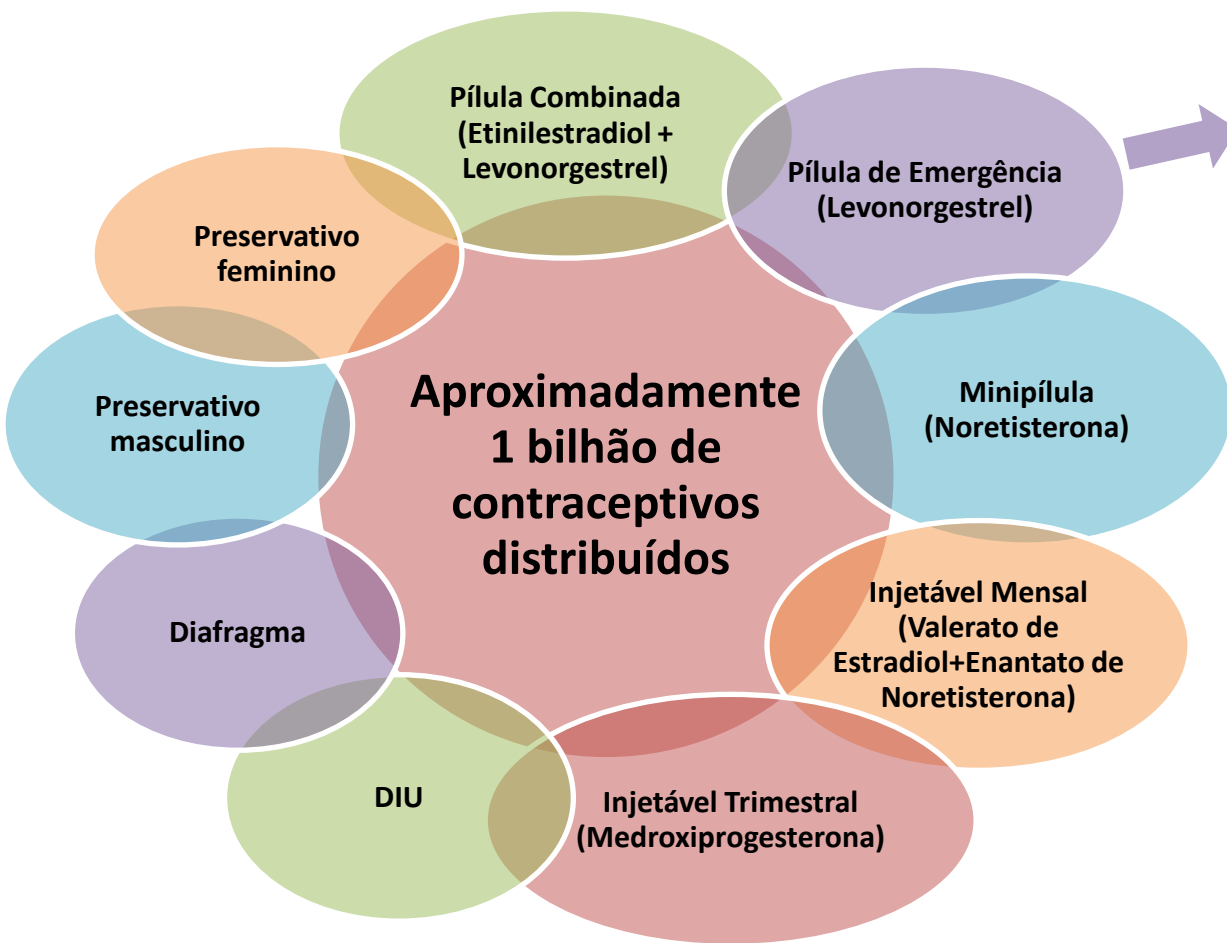 Pílula Combinada
(Etinilestradiol +
Levonorgestrel)
Pílula de Emergência
(Levonorgestrel)
Minipílula
(Noretisterona)
Injetável Mensal
(Valerato de
Estradiol+Enantato de
Noretisterona)
Injetável Trimestral
(Medroxiprogesterona)
DIU
Diafragma
Preservativo
masculino
Preservativo
feminino
Aproximadamente
1 bilhão de
contraceptivos
distribuídos